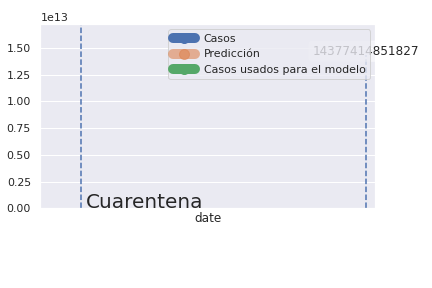 1e13
1.50
1.25
1.00
0.75
0.50
0.25
0.00
Casos
Predicción
Casos usados para el modelo
14377414851827
Cuarentena
date